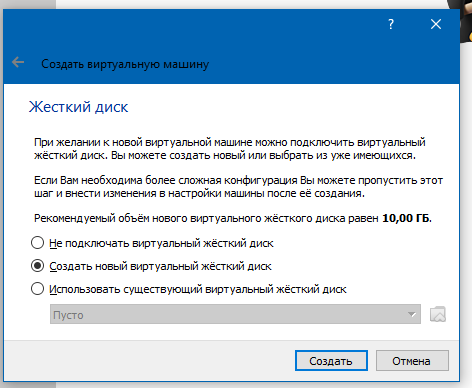 Создать виртуальную машину
Жесткий диск
При желании к новой виртуальной машине можно подключить виртуальный
жёсткий диск. Вы можете создать новый или выбрать из уже имеющихся.
Если Вам необходима более сложная конфигурация Вы можете пропустить этот
шаг и внести изменения в настройки машины после её создания.
Рекомендуемый объём нового виртуального жёсткого диска равен 10,00 ГБ.
Не подключать виртуальный жёсткий диск
Создать новый виртуальный жёсткий диск
Использовать существующий виртуальный жёсткий диск
Пусто
Создать
Отмена